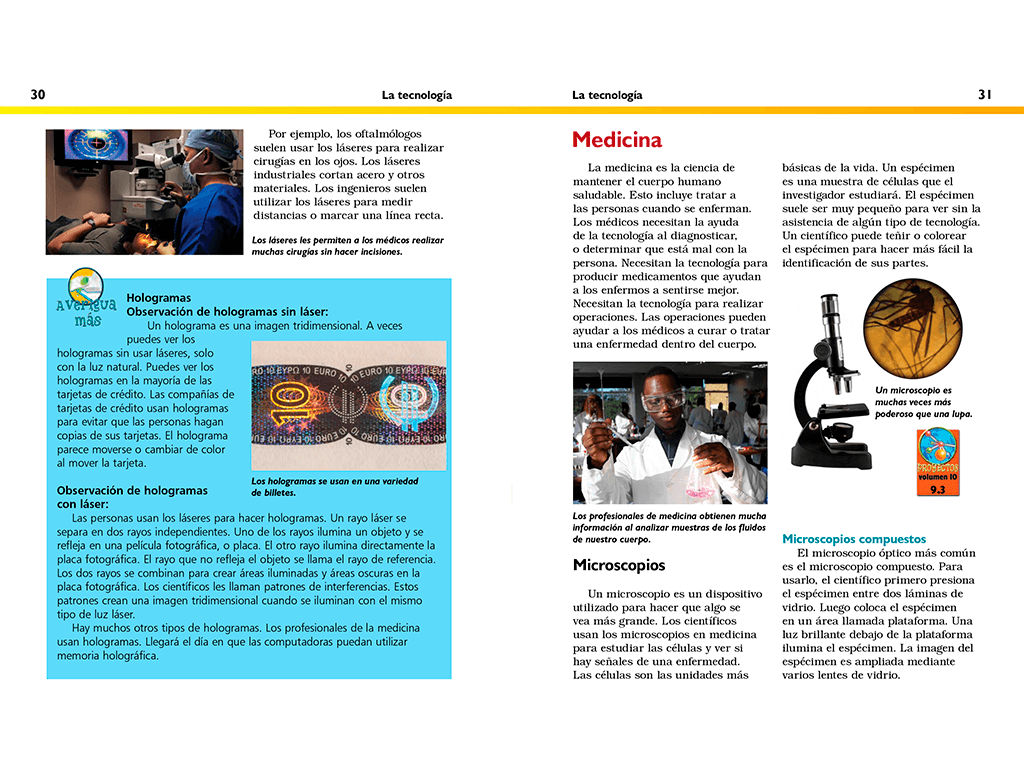 30
La tecnología
Por ejemplo, los oftalmólogos
suelen usar los láseres para realizar
cirugías en los ojos. Los láseres
industriales cortan acero y otros
materiales. Los ingenieros suelen
utilizar los láseres para medir
distancias o marcar una línea recta.
Los láseres les permiten a los médicos realizar
muchas cirugías sin hacer incisiones.
Averigua
más
Hologramas
Observación de hologramas sin láser:
Un holograma es una imagen tridimensional. A veces
puedes ver los
hologramas sin usar láseres, solo
con la luz natural. Puedes ver los
hologramas en la mayoría de las
tarjetas de crédito. Las compañías de
tarjetas de crédito usan hologramas
para evitar que las personas hagan
copias de sus tarjetas. El holograma
parece moverse o cambiar de color
al mover la tarjeta.
10 EYPΩ 10 EURO 10
10
Los hologramas se usan en una variedad
de billetes.
Observación de hologramas
con láser:
Las personas usan los láseres para hacer hologramas. Un rayo láser se
separa en dos rayos independientes. Uno de los rayos ilumina un objeto y se
refleja en una película fotográfica, o placa. El otro rayo ilumina directamente la
placa fotográfica. El rayo que no refleja el objeto se llama el rayo de referencia.
Los dos rayos se combinan para crear áreas iluminadas y áreas oscuras en la
placa fotográfica. Los científicos les llaman patrones de interferencias. Estos
patrones crean una imagen tridimensional cuando se iluminan con el mismo
tipo de luz láser.
Hay muchos otros tipos de hologramas. Los profesionales de la medicina
usan hologramas. Llegará el día en que las computadoras puedan utilizar
memoria holográfica.
La tecnología
31
Medicina
La medicina es la ciencia de
mantener el cuerpo humano
saludable. Esto incluye tratar a
las personas cuando se enferman.
Los médicos necesitan la ayuda
de la tecnología al diagnosticar,
o determinar que está mal con la
persona. Necesitan la tecnología para
producir medicamentos que ayudan
a los enfermos a sentirse mejor.
Necesitan la tecnología para realizar
operaciones. Las operaciones pueden
ayudar a los médicos a curar o tratar
una enfermedad dentro del cuerpo.
Los profesionales de medicina obtienen mucha
información al analizar muestras de los fluidos
de nuestro cuerpo.
Microscopios
Un microscopio es un dispositivo
utilizado para hacer que algo se
vea más grande. Los científicos
usan los microscopios en medicina
para estudiar las células y ver si
hay señales de una enfermedad.
Las células son las unidades más
básicas de la vida. Un espécimen
es una muestra de células que el
investigador estudiará. El espécimen
suele ser muy pequeño para ver sin la
asistencia de algún tipo de tecnología.
Un científico puede teñir o colorear
el espécimen para hacer más fácil la
identificación de sus partes.
Un microscopio es
muchas veces más
poderoso que una lupa.
PROYECTOS
volumen 10
9.3
Microscopios compuestos
El microscopio óptico más común
es el microscopio compuesto. Para
usarlo, el científico primero presiona
el espécimen entre dos láminas de
vidrio. Luego coloca el espécimen
en un área llamada plataforma. Una
luz brillante debajo de la plataforma
ilumina el espécimen. La imagen del
espécimen es ampliada mediante
varios lentes de vidrio.